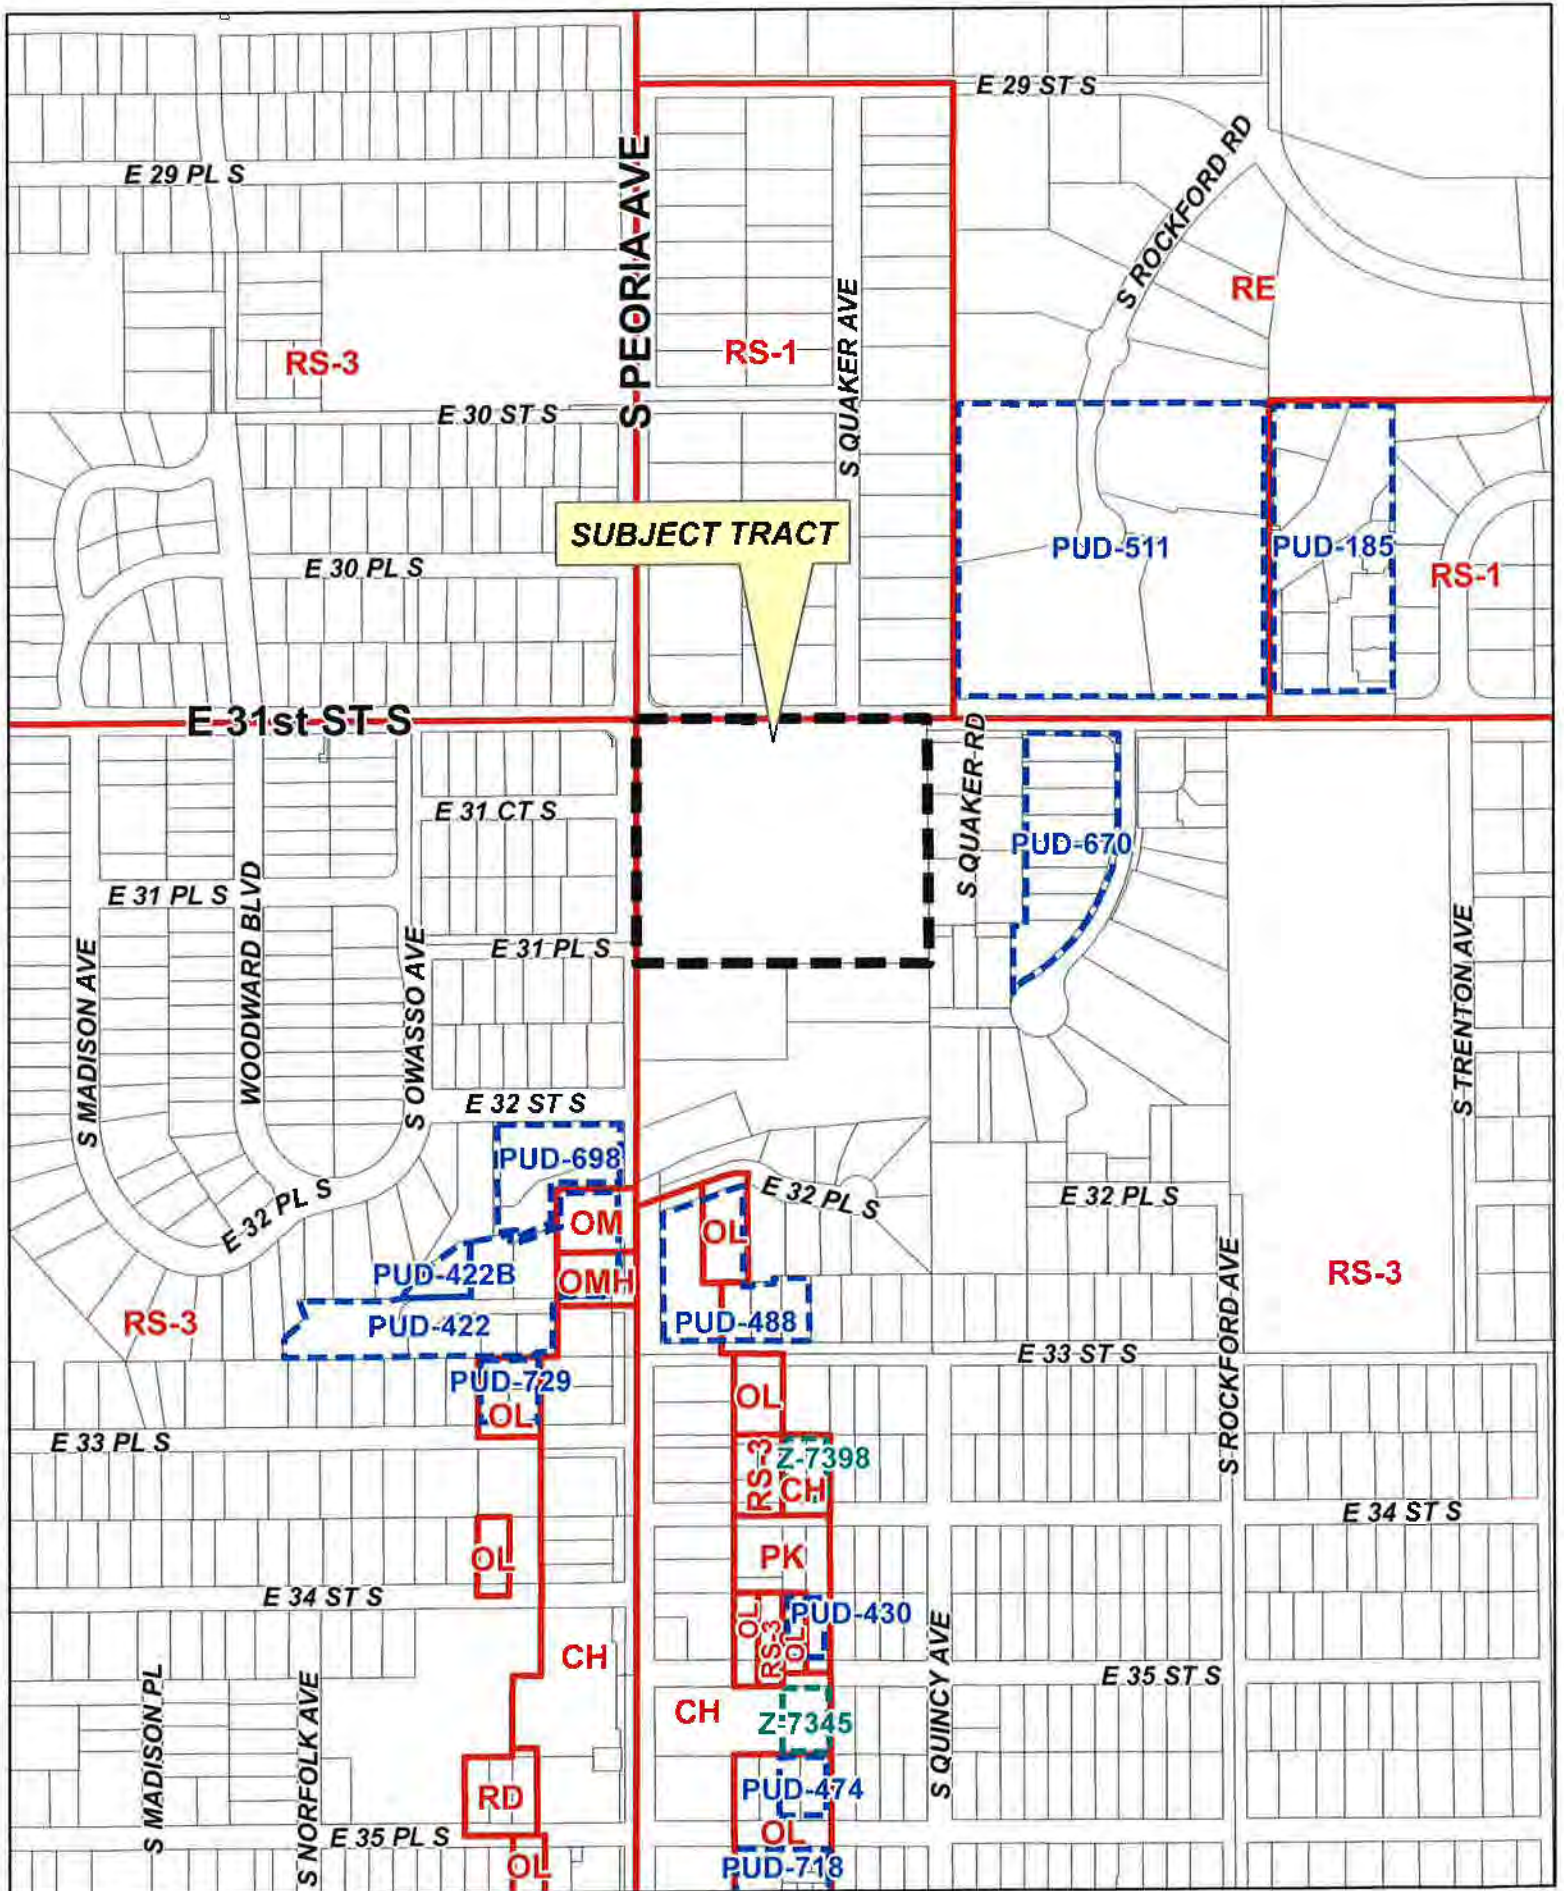 E 29 ST S
E 29 PL S
S ROCKFORD RD
S PEORIA AVE
RE
S QUAKER AVE
RS-3
RS-1
E 30 ST S
SUBJECT TRACT
PUD-511
PUD-185
E 30 PL S
RS-1
E 31st ST S
S QUAKER RD
E 31 CT S
PUD-670
E 31 PL S
WOODWARD BLVD
E 31 PL S
S MADISON AVE
S OWASSO AVE
S TRENTON AVE
E 32 ST S
PUD-698
E 32 PL S
E 32 PL S
E 32 PL S
OM
OL
PUD-422B
OMH
RS-3
RS-3
PUD-422
PUD-488
S ROCKFORD AVE
E 33 ST S
PUD-729
OL
OL
E 33 PL S
RS-3
Z-7398
CH
E 34 ST S
OL
PK
E 34 ST S
OL
RS-3
OL
PUD-430
CH
E 35 ST S
S MADISON PL
S NORFOLK AVE
S QUINCY AVE
CH
Z-7345
RD
PUD-474
OL
E 35 PL S
OL
PUD-718